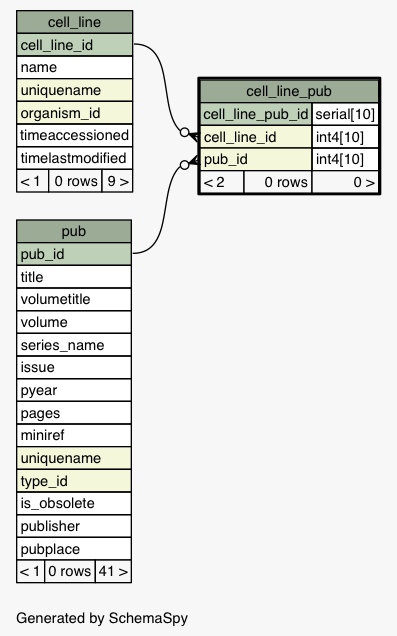 cell_line
cell_line_id
name
uniquename
organism_id
timeaccessioned
timelastmodified
< 1 0 rows 9 >
cell_line_pub
cell_line_pub_id serial[10]
cell_line_id int4[10]
pub_id int4[10]
< 2 0 rows 0 >
pub
pub_id
title
volumetitle
volume
series_name
issue
pyear
pages
miniref
uniquename
type_id
is_obsolete
publisher
pubplace
< 1 0 rows 41 >
Generated by SchemaSpy